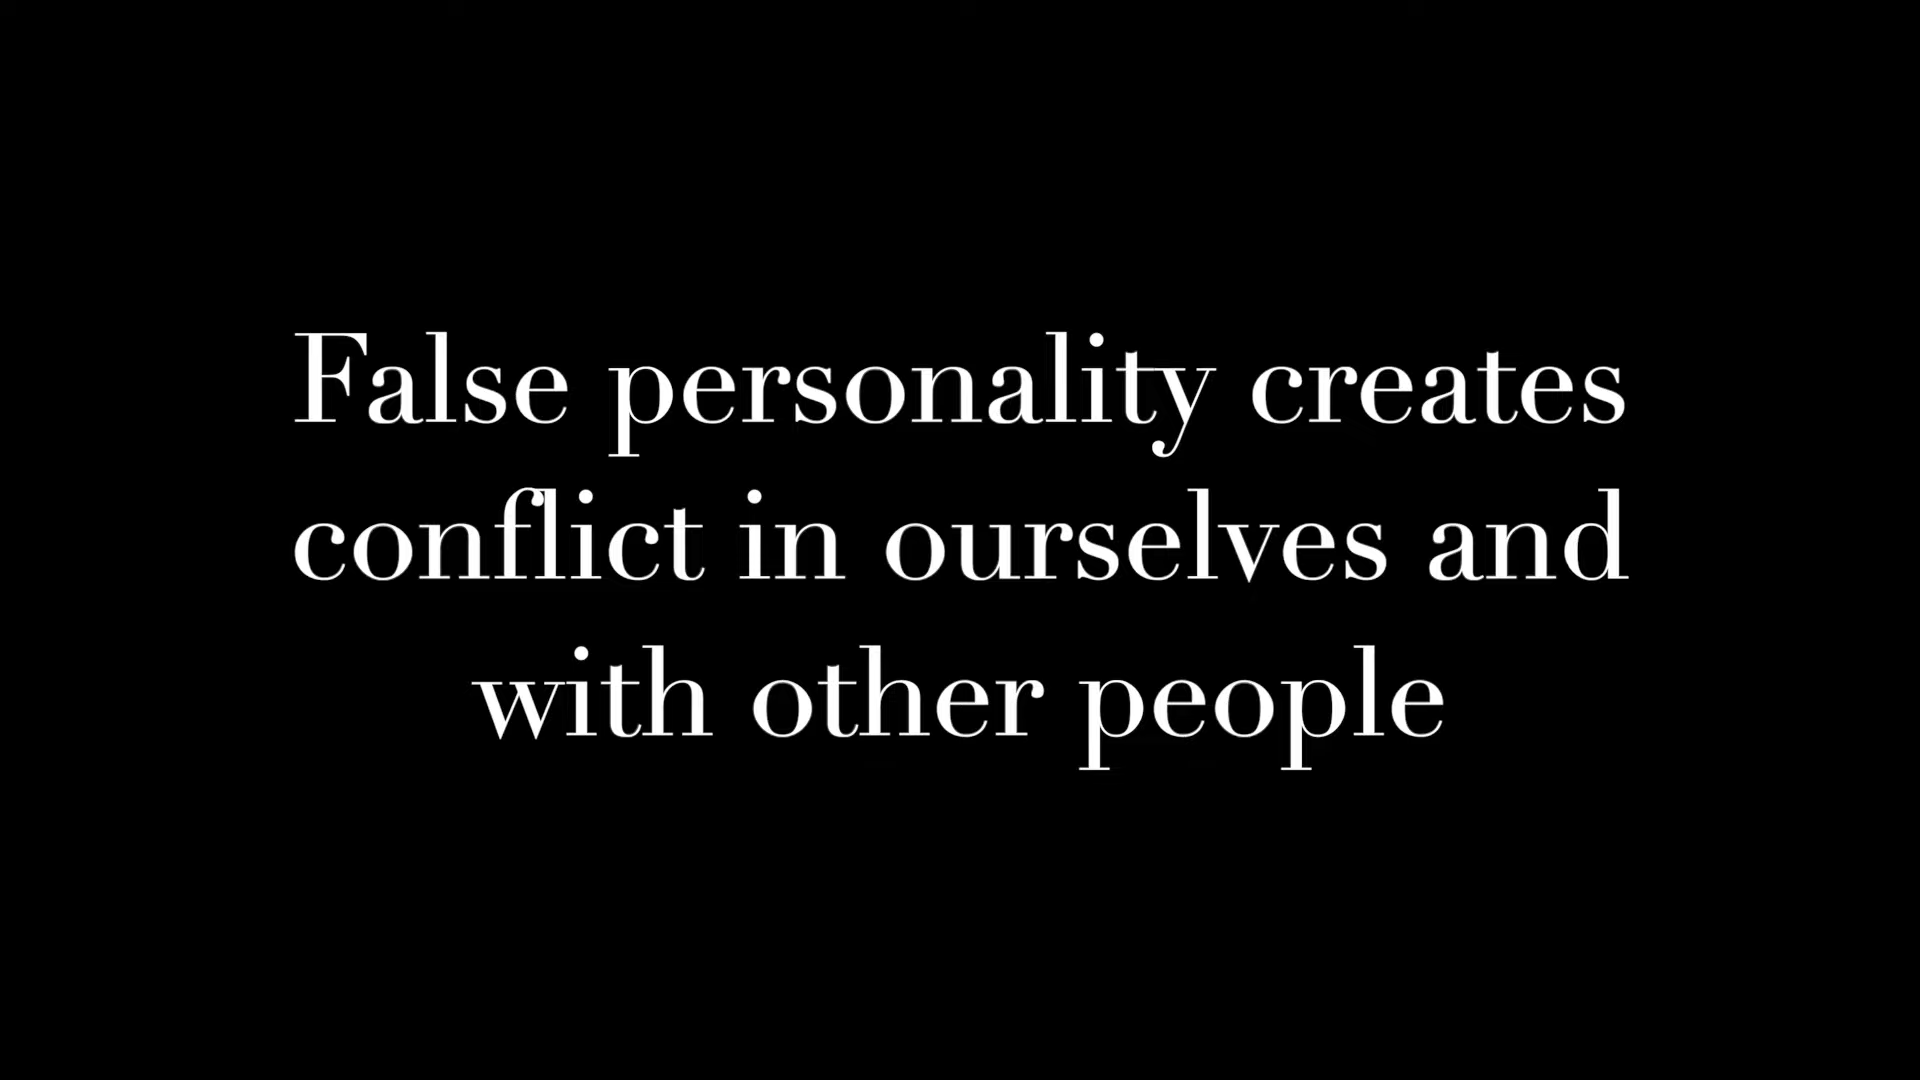 False personality creates
conflict in ourselves and
with other people